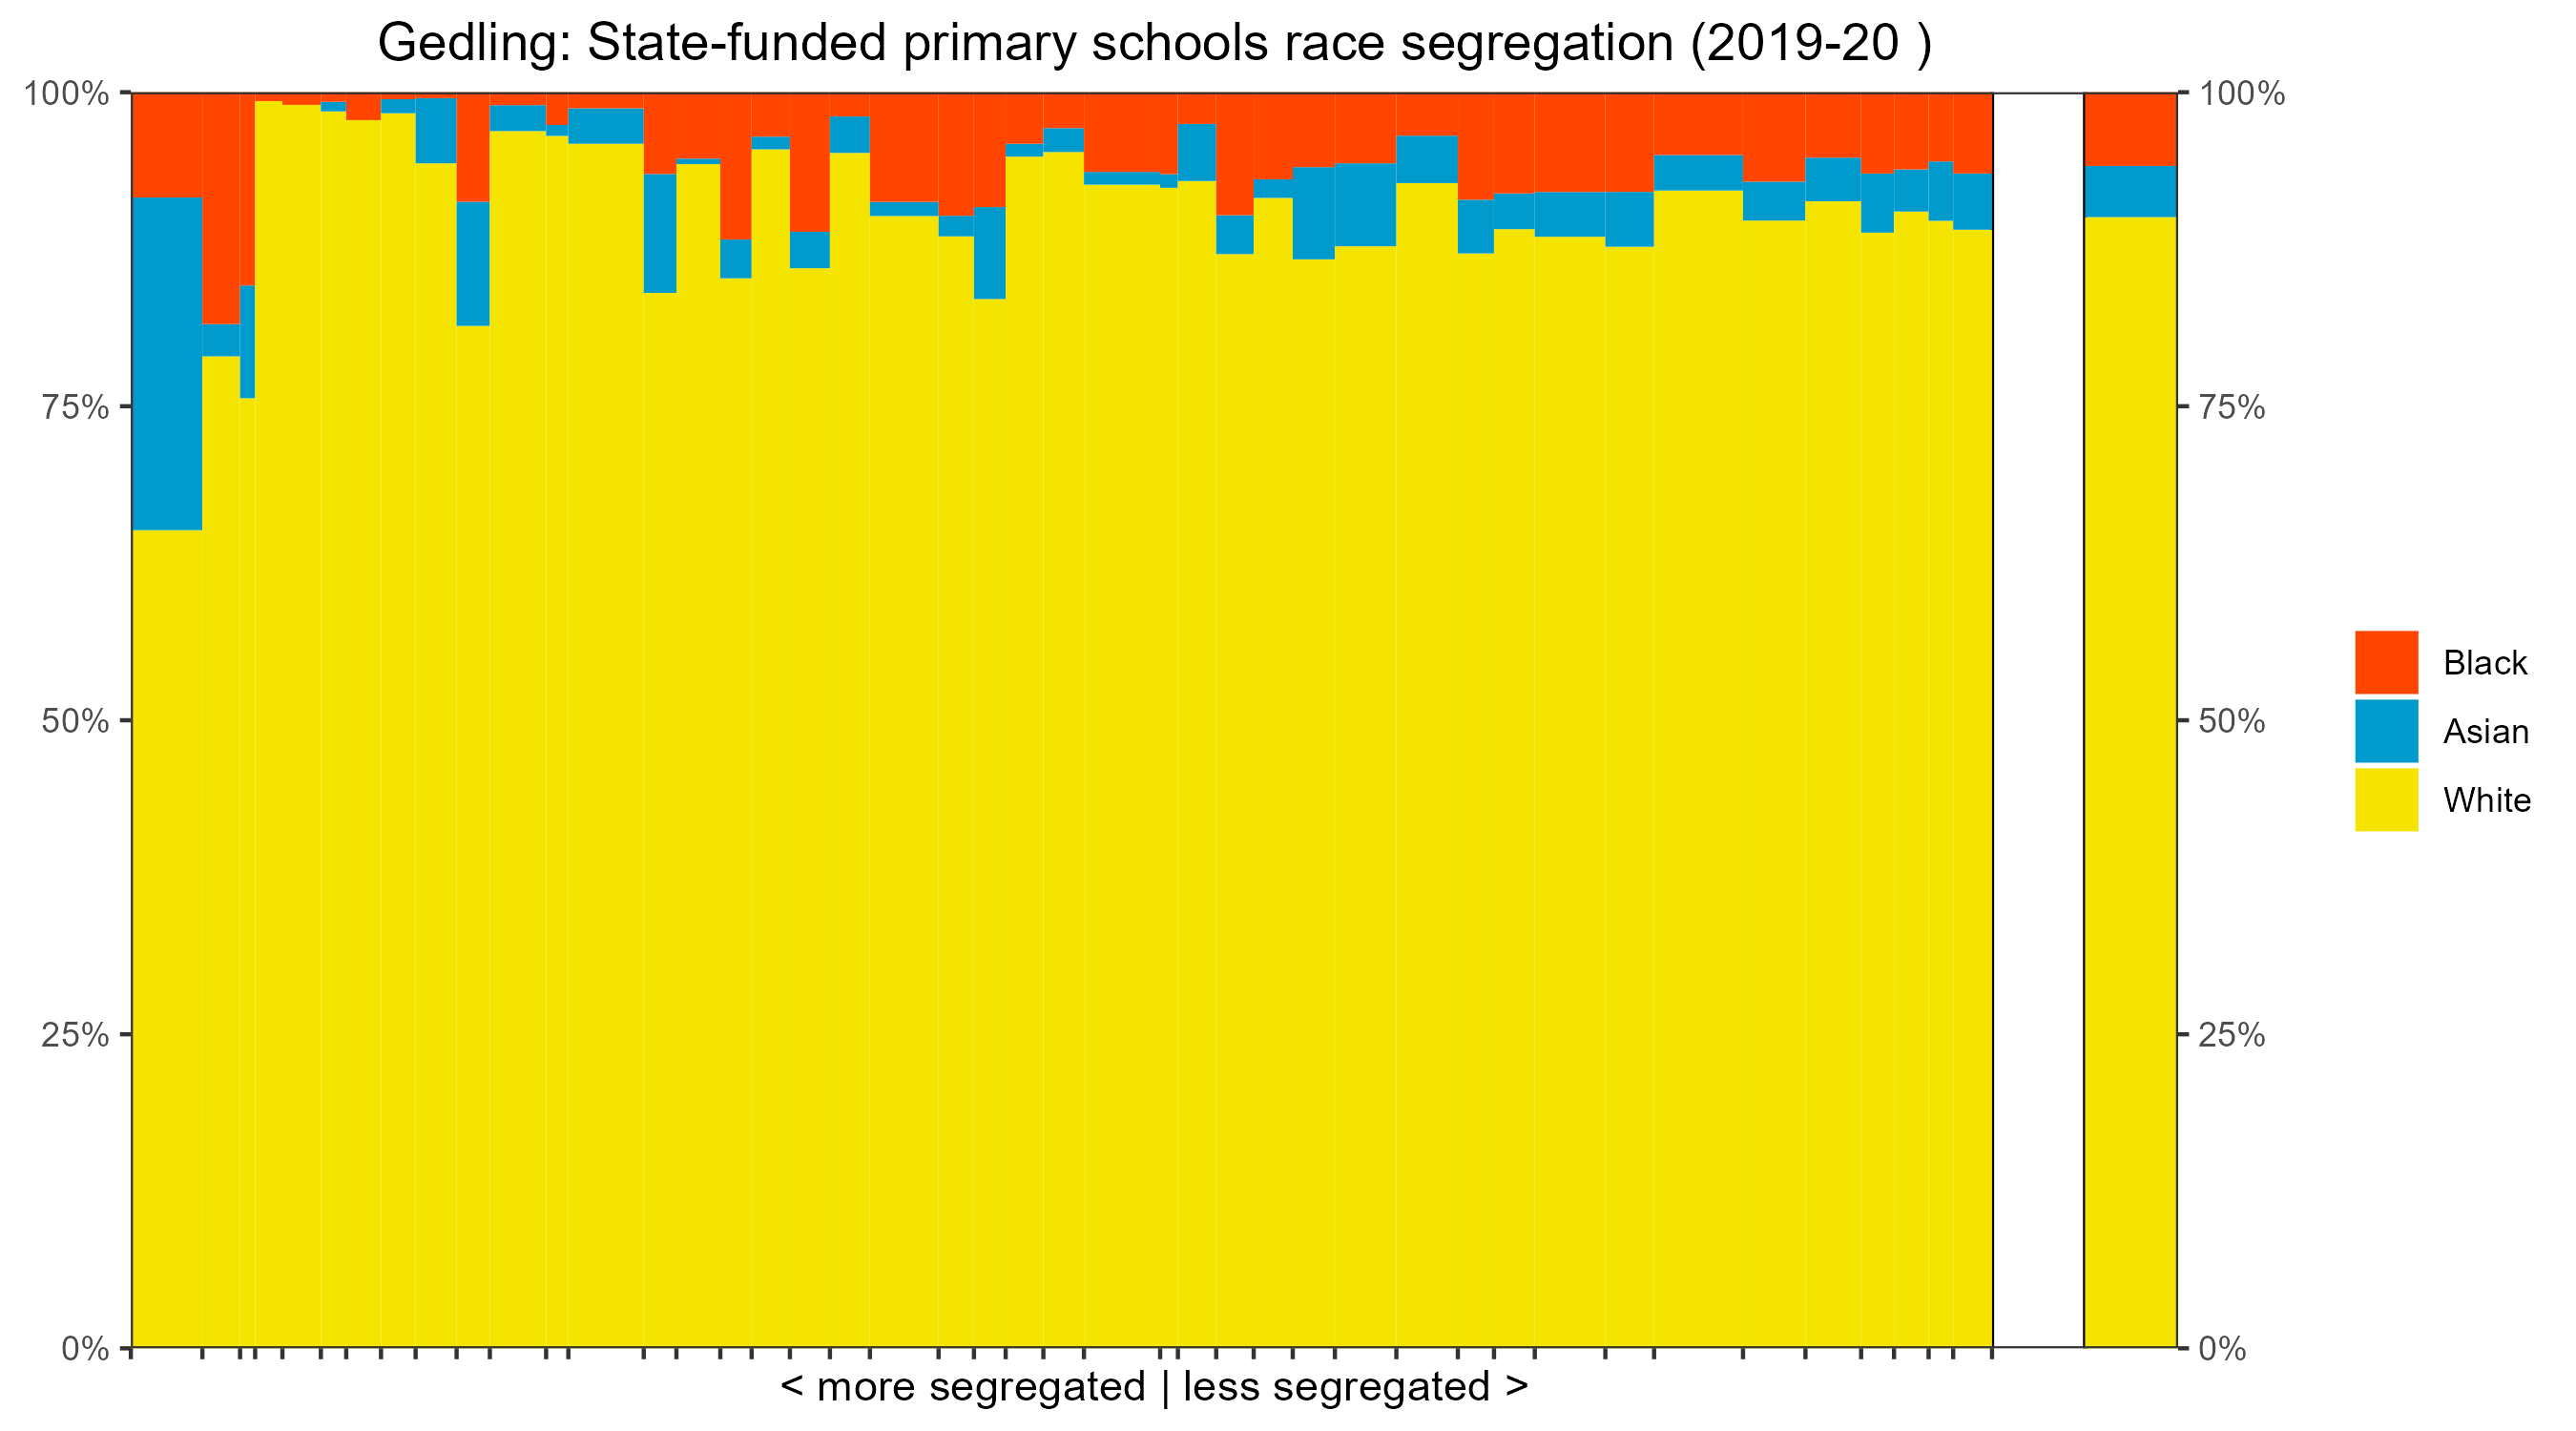 Gedling: State-funded primary schools race segregation (2019-20 )
100%
75%
50%
25%
0%
100%
75%
50%
25%
0%
Black
Asian
White
< more segregated | less segregated >